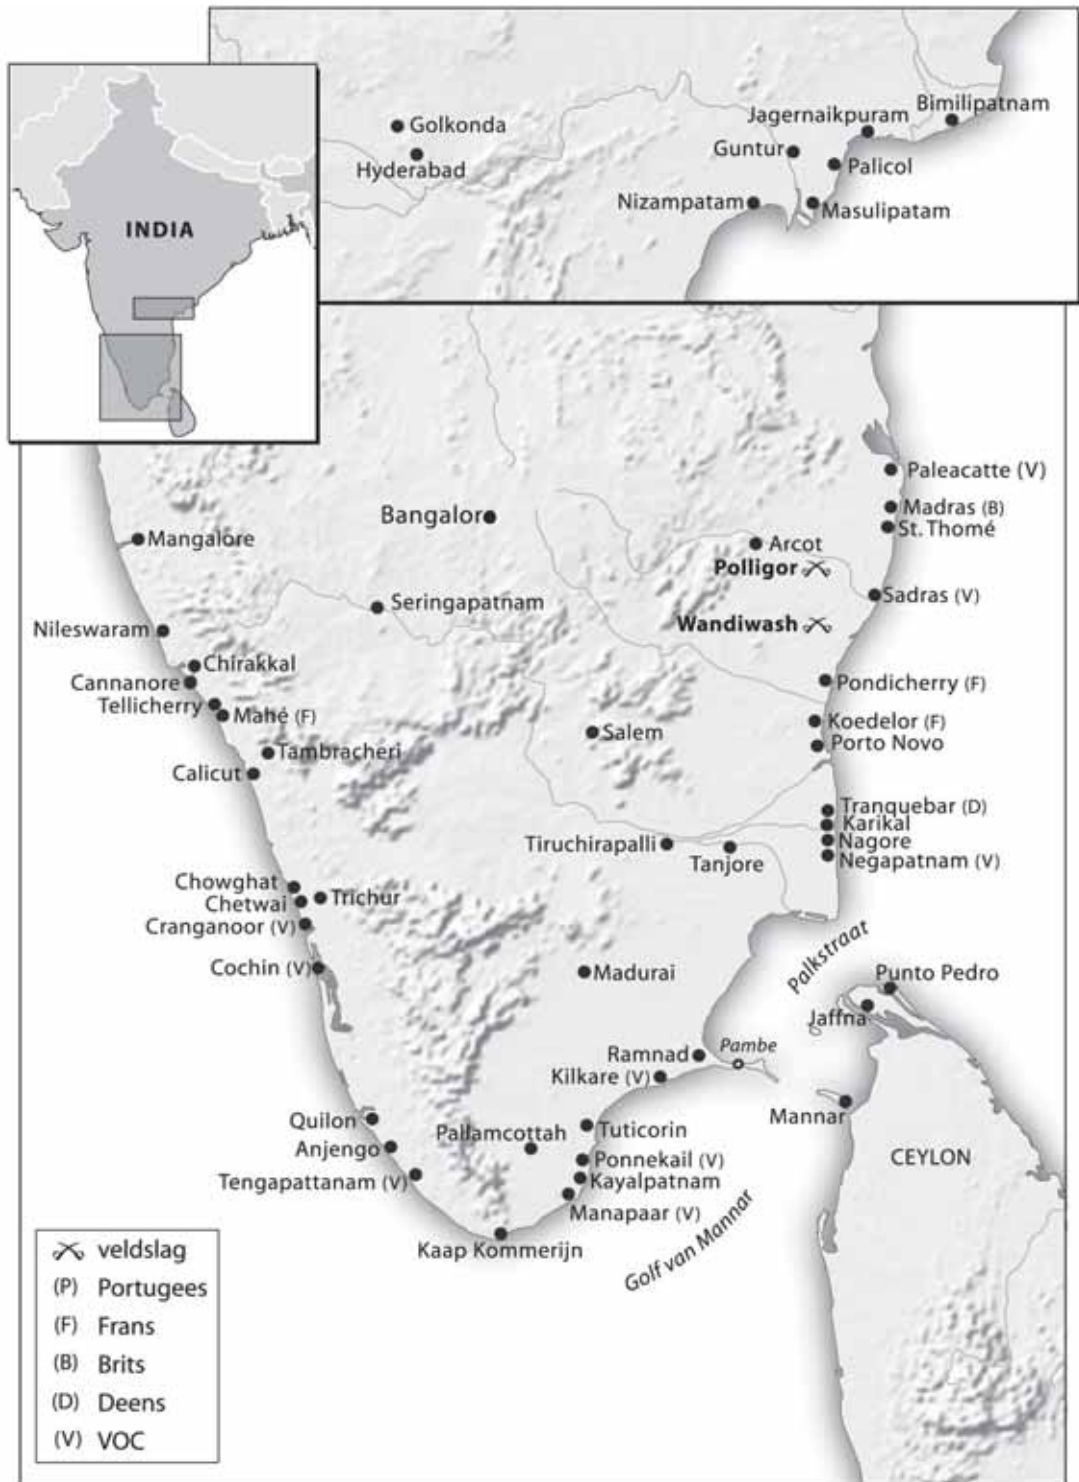 Golkonda
Hyderabad
Jagernaikpuram
Bimilipatnam
Guntur
Palicol
Nizampatam
Masulipatam
INDIA
Paleacatte (V)
Bangalor
Madras (B)
St. Thomé
Mangalore
Arcot
Polligor
Sadras (V)
Seringapatnam
Wandiwash
Nileswaram
Chirakkal
Cannanore
Pondicherry (F)
Tellicherry
Mahé (F)
Koedelor (F)
Salem
Porto Novo
Tambracheri
Calicut
Tranquebar (D)
Karikal
Tiruchirapalli
Nagore
Tanjore
Negapatnam (V)
Chowghat
Chetwai
Trichur
Cranganoor (V)
Cochin (V)
Madurai
Palkstraat
Punto Pedro
Jaffna
Ramnad
Pambe
Kilkare (V)
Mannar
Quilon
Pallamcottah
Tuticorin
Anjengo
Ponnekail (V)
CEYLON
Tengapattanam (V)
Kayalpatnam
Manapaar (V)
Kaap Kommerijn
Golf van Mannar
veldslag
(P) Portugees
(F) Frans
(B) Brits
(D) Deens
(V) VOC